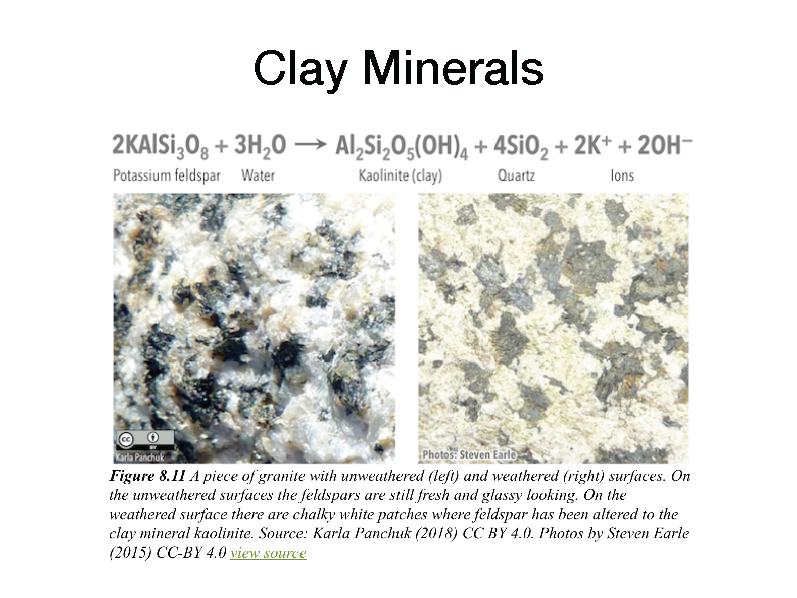 Clay Minerals
2KAlSi₃O₈ + 3H₂O → Al₂Si₂O₅(OH)₄ + 4SiO₂ + 2K⁺ + 2OH⁻
Potassium feldspar Water Kaolinite (clay) Quartz Ions
cc BY
Karla Panchuk Photos: Steven Earle
Figure 8.11 A piece of granite with unweathered (left) and weathered (right) surfaces. On
the unweathered surfaces the feldspars are still fresh and glassy looking. On the
weathered surface there are chalky white patches where feldspar has been altered to the
clay mineral kaolinite. Source: Karla Panchuk (2018) CC BY 4.0. Photos by Steven Earle
(2015) CC-BY 4.0 view source